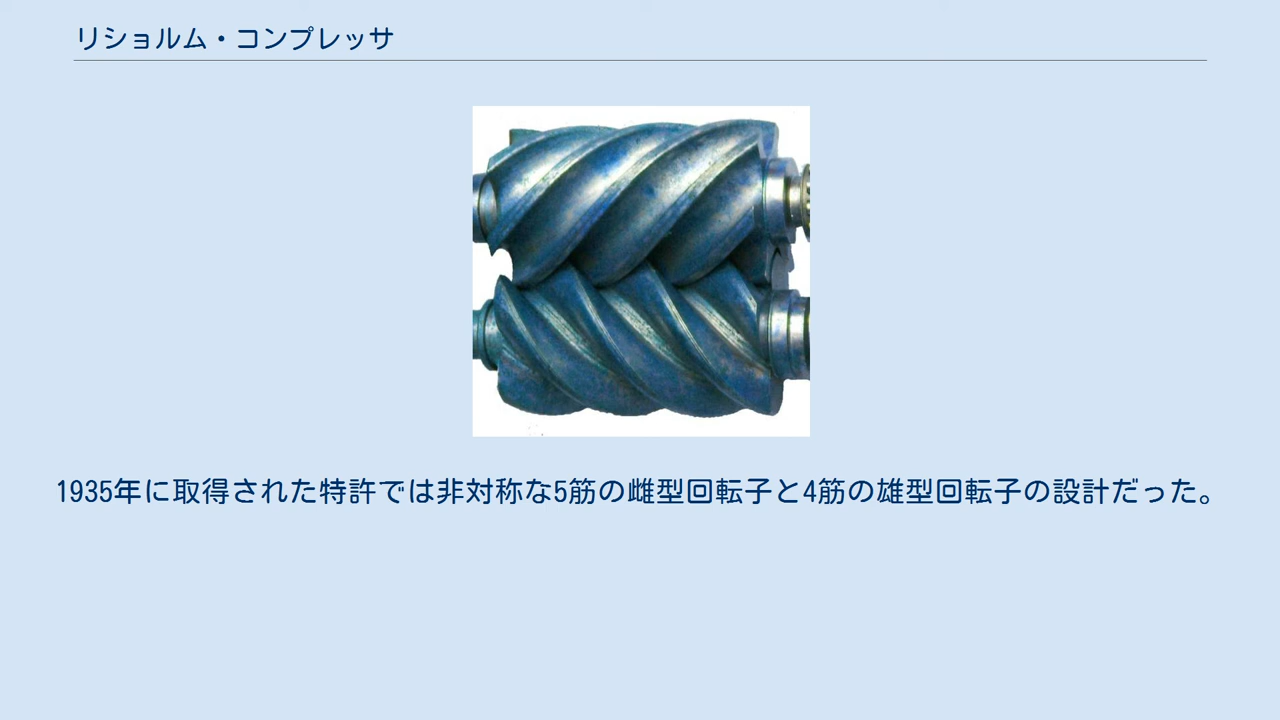 リショルム・コンプレッサ
1935年に取得された特許では非対称な5筋の雌型回転子と4筋の雄型回転子の設計だった。